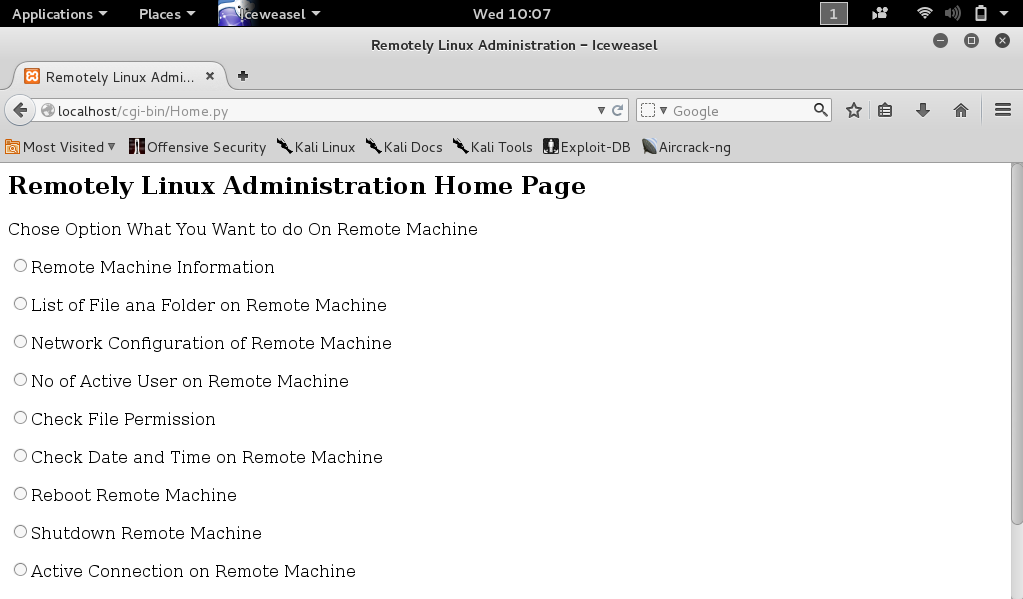 Applications Places Iceweasel Wed 10:07 1
Remotely Linux Administration – Iceweasel
Remotely Linux Admi...
localhost/cgi-bin/Home.py Google
Most Visited Offensive Security Kali Linux Kali Docs Kali Tools Exploit-DB Aircrack-ng
Remotely Linux Administration Home Page
Chose Option What You Want to do On Remote Machine
Remote Machine Information
List of File ana Folder on Remote Machine
Network Configuration of Remote Machine
No of Active User on Remote Machine
Check File Permission
Check Date and Time on Remote Machine
Reboot Remote Machine
Shutdown Remote Machine
Active Connection on Remote Machine